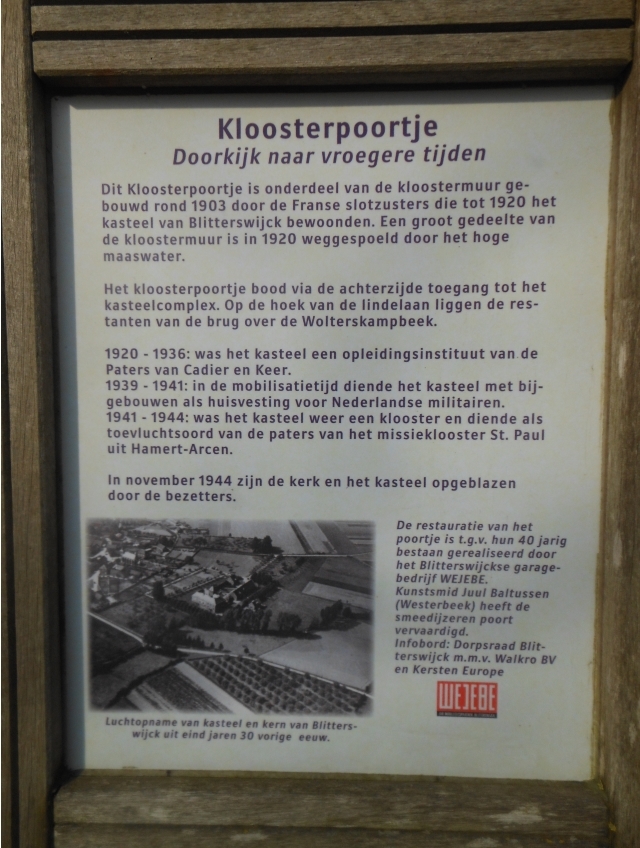 Kloosterpoortje
Doorkijk naar vroegere tijden
Dit Kloosterpoortje is onderdeel van de kloostermuur ge-
bouwd rond 1903 door de Franse slotzusters die tot 1920 het
kasteel van Blitterswijck bewoonden. Een groot gedeelte van
de kloostermuur is in 1920 weggespoeld door het hoge
maaswater.
Het kloosterpoortje bood via de achterzijde toegang tot het
kasteelcomplex. Op de hoek van de lindelaan liggen de res-
tanten van de brug over de Wolterskampbeek.
1920 - 1936: was het kasteel een opleidingsinstituut van de
Paters van Cadier en Keer.
1939 - 1941: in de mobilisatietijd diende het kasteel met bij-
gebouwen als huisvesting voor Nederlandse militairen.
1941 - 1944: was het kasteel weer een klooster en diende als
toevluchtsoord van de paters van het missieklooster St. Paul
uit Hamert-Arcen.
In november 1944 zijn de kerk en het kasteel opgeblazen
door de bezetters.
De restauratie van het
poortje is t.g.v. hun 40 jarig
bestaan gerealiseerd door
het Blitterswijckse garage-
bedrijf WEJEBE.
Kunstsmid Juul Baltussen
(Westerbeek) heeft de
smeedijzeren poort
vervaardigd.
Infobord: Dorpsraad Blit-
terswijck m.m.v. Walkro BV
en Kersten Europe
WEJEBE
Luchtopname van kasteel en kern van Blitters-
wijck uit eind jaren 30 vorige eeuw.